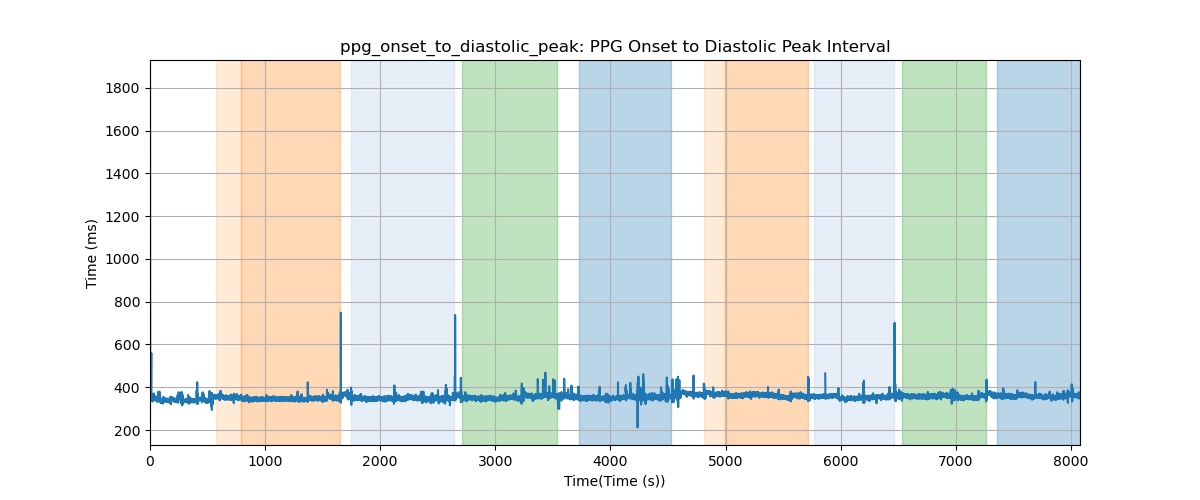 ppg_onset_to_diastolic_peak: PPG Onset to Diastolic Peak Interval
1800
1600
1400
1200
1000
800
600
400
200
Time (ms)
0 1000 2000 3000 4000 5000 6000 7000 8000
Time(Time (s))